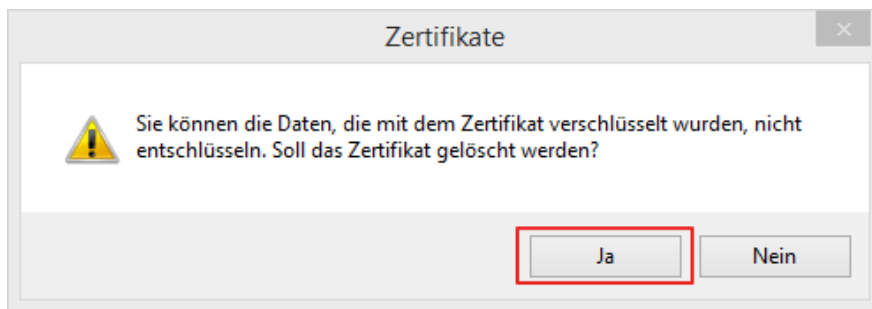 Zertifikate
Sie können die Daten, die mit dem Zertifikat verschlüsselt wurden, nicht
entschlüsseln. Soll das Zertifikat gelöscht werden?
Ja
Nein